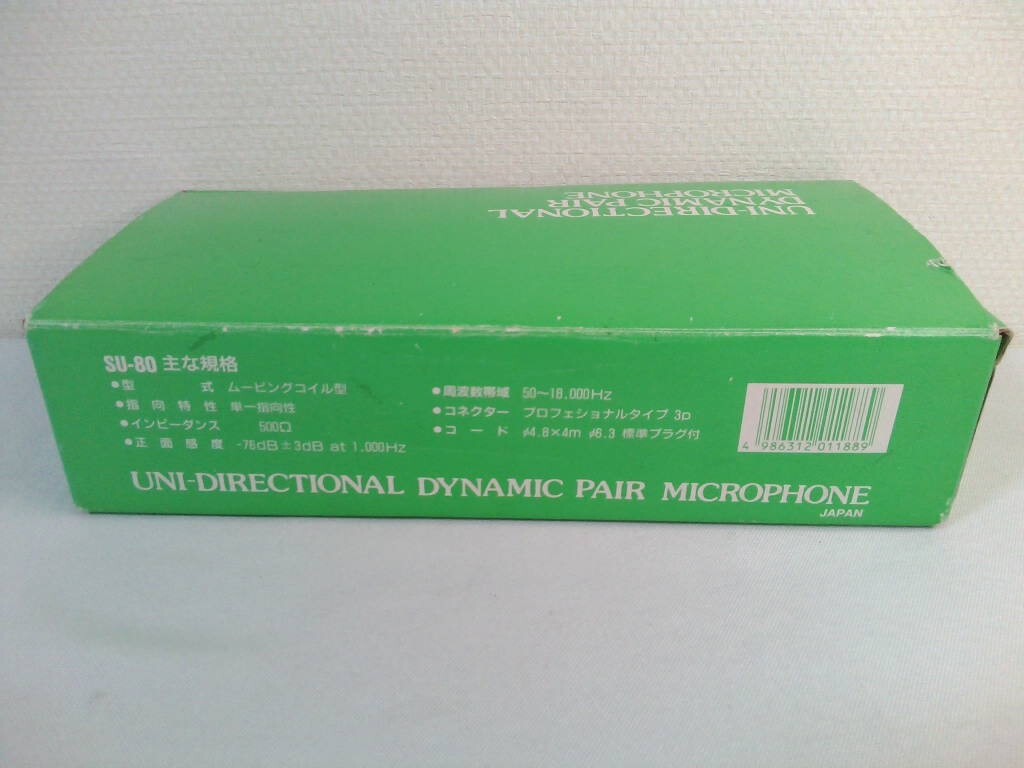 UNI-DIRECTIONAL
DYNAMIC PAIR
MICROPHONE
SU-80 主な規格
●型 式 ムービングコイル型
●指向特性 単一指向性
●インピーダンス 500Ω
●正面感度 -76dB±3dB at 1.000Hz
●周波数帯域 50〜18.000Hz
●コネクター プロフェショナルタイプ 3p
●コード φ4.8×4m φ6.3 標準プラグ付
4 986312 011889
UNI-DIRECTIONAL DYNAMIC PAIR MICROPHONE
JAPAN